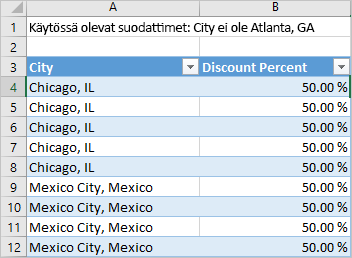 A B
1 Käytössä olevat suodattimet: City ei ole Atlanta, GA
2
3 City Discount Percent
4 Chicago, IL 50.00 %
5 Chicago, IL 50.00 %
6 Chicago, IL 50.00 %
7 Chicago, IL 50.00 %
8 Chicago, IL 50.00 %
9 Mexico City, Mexico 50.00 %
10 Mexico City, Mexico 50.00 %
11 Mexico City, Mexico 50.00 %
12 Mexico City, Mexico 50.00 %